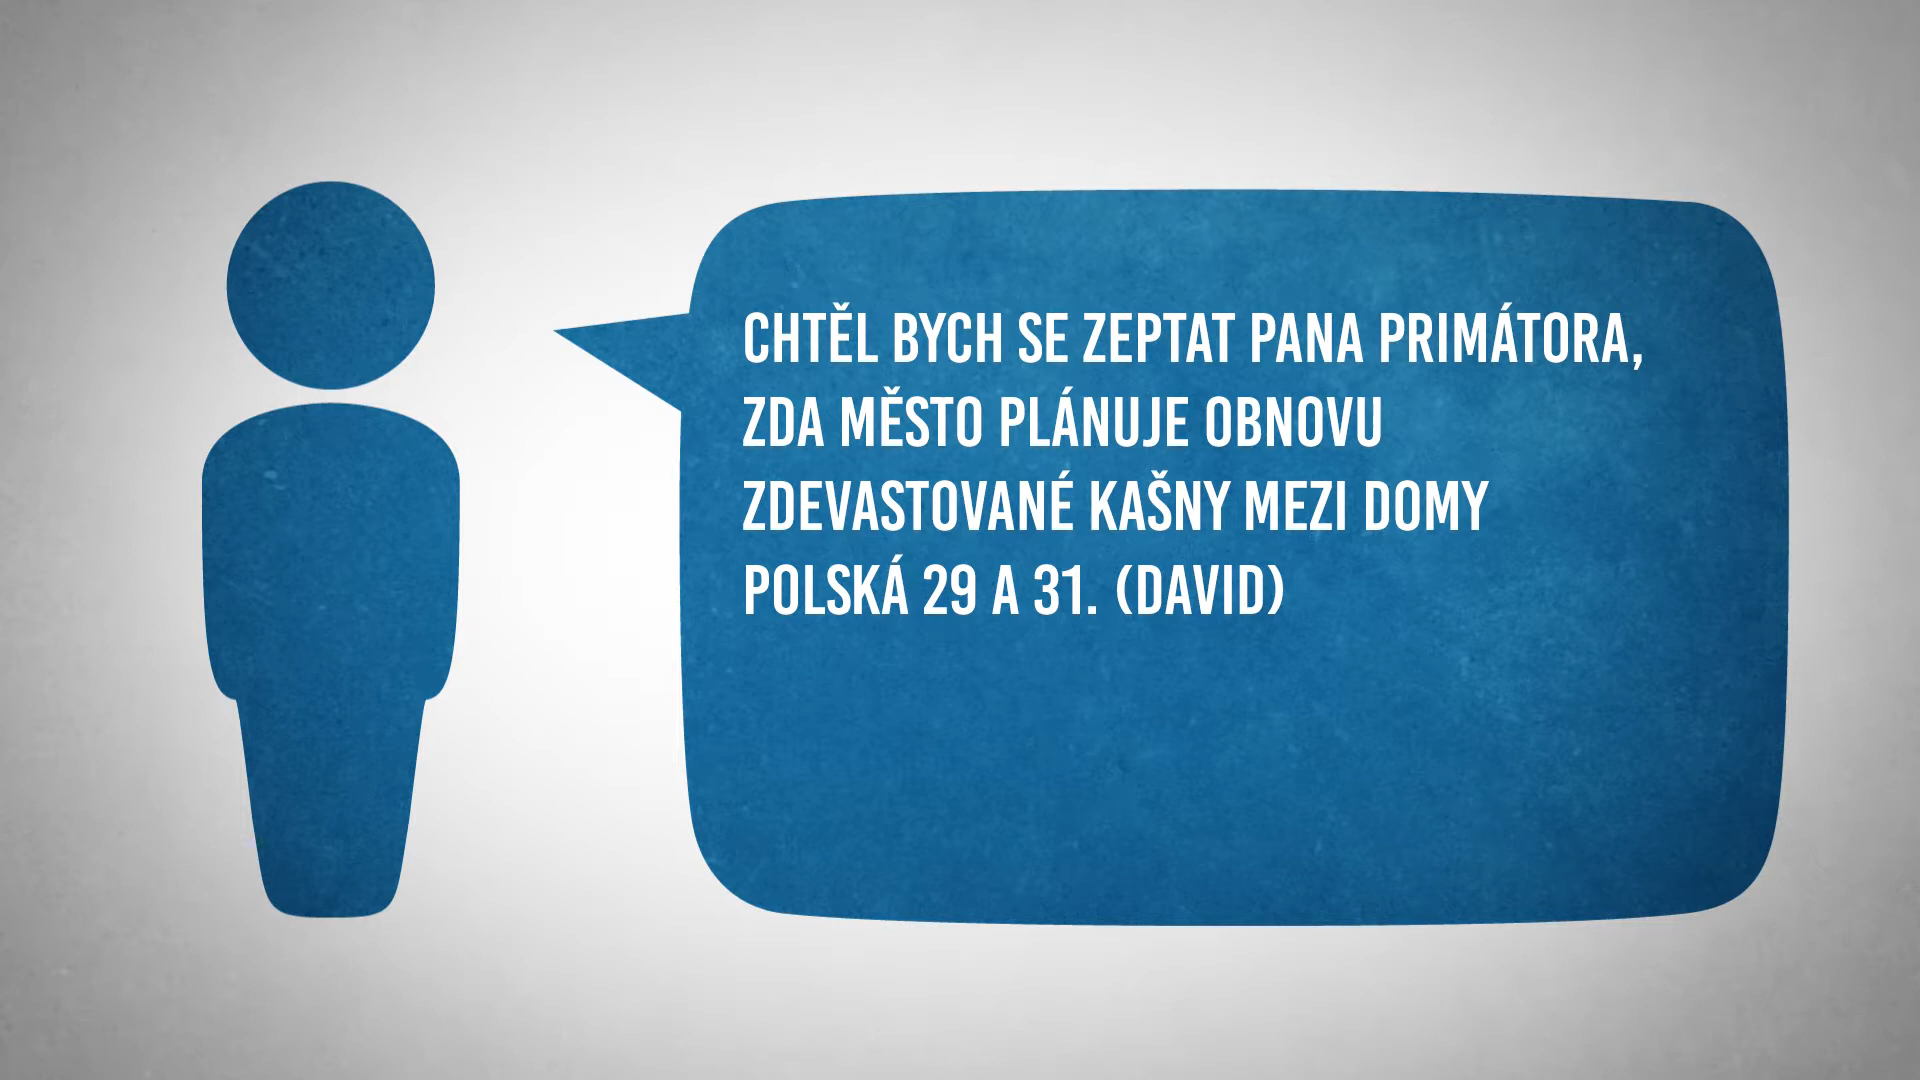 CHTĚL BYCH SE ZEPTAT PANA PRIMÁTORA,
ZDA MĚSTO PLÁNUJE OBNOVU
ZDEVASTOVANÉ KAŠNY MEZI DOMY
POLSKÁ 29 A 31. (DAVID)